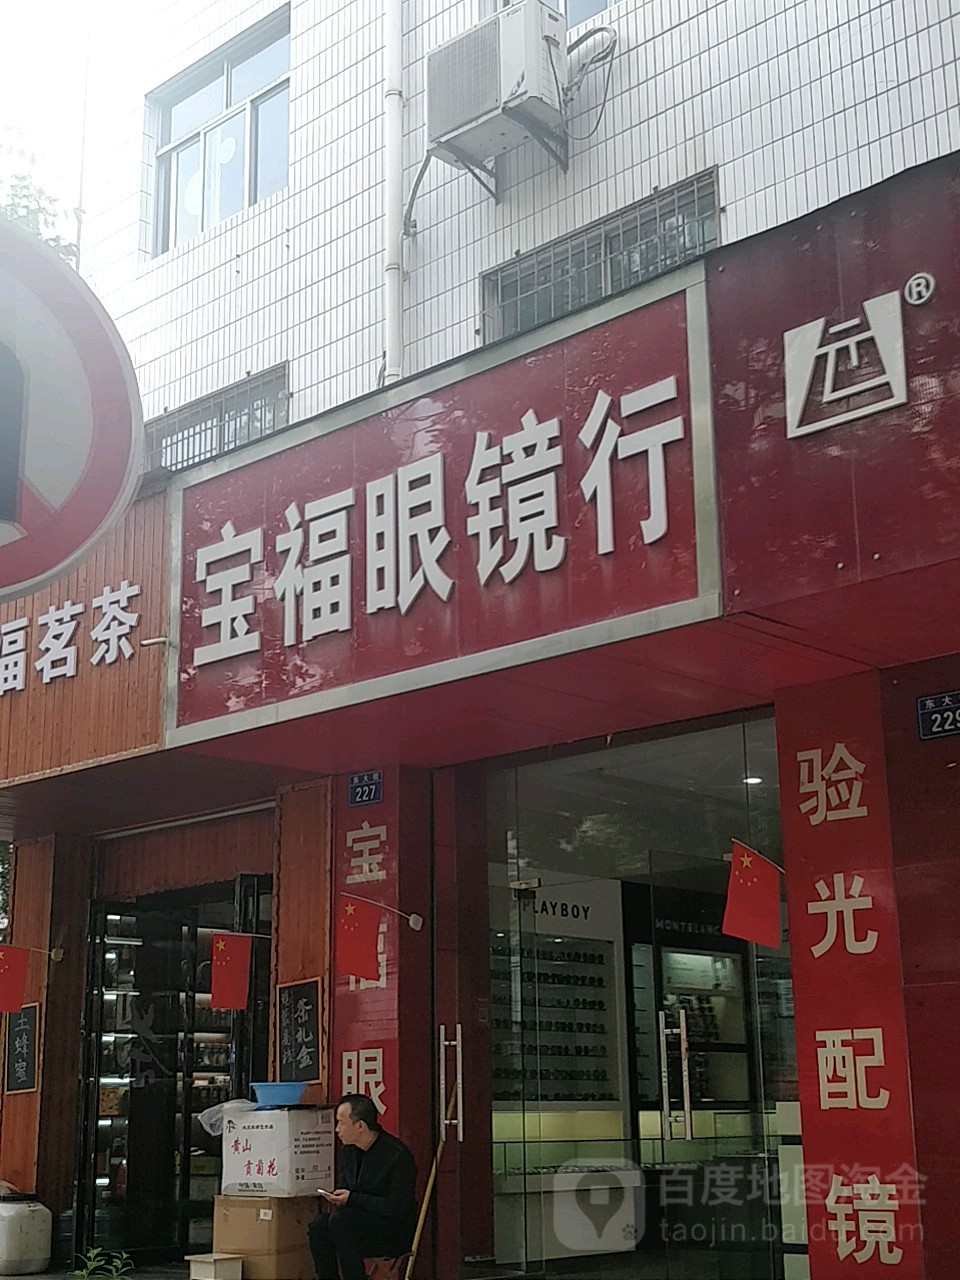 宝福眼镜行
®
福茗茶
东大街
227
东大
229
宝福眼
验光配镜
PLAYBOY
MONTBLANC
土蜂蜜
茶礼盒
黄山
贡菊花
百度地图淘金
taojin.baidu.com